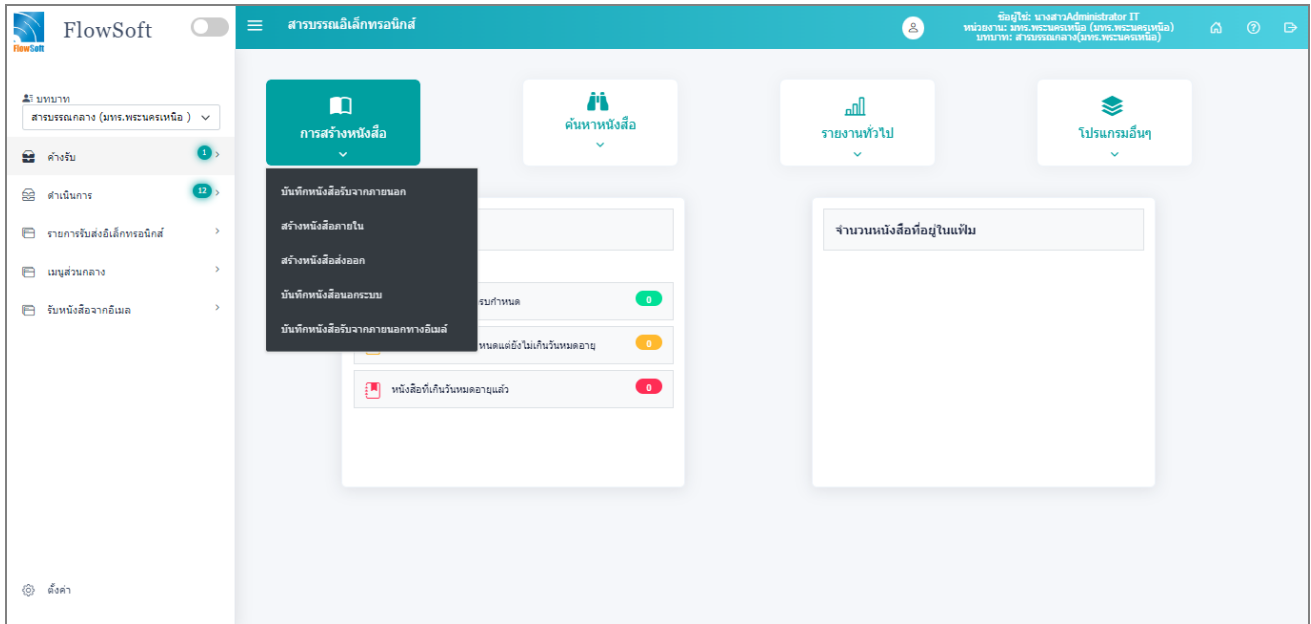 FlowSoft
FlowSoft
สารบรรณอิเล็กทรอนิกส์
ชื่อผู้ใช้: นางสาวAdministrator IT
หน่วยงาน: มทร.พระนครเหนือ (มทร.พระนครเหนือ)
บทบาท: สารบรรณกลาง(มทร.พระนครเหนือ)
บทบาท
สารบรรณกลาง (มทร.พระนครเหนือ )
ค้างรับ 1
ดำเนินการ 12
รายการรับส่งอิเล็กทรอนิกส์
เมนูส่วนกลาง
รับหนังสือจากอีเมล
ตั้งค่า
การสร้างหนังสือ
ค้นหาหนังสือ
รายงานทั่วไป
โปรแกรมอื่นๆ
บันทึกหนังสือรับจากภายนอก
สร้างหนังสือภายใน
สร้างหนังสือส่งออก
บันทึกหนังสือนอกระบบ
บันทึกหนังสือรับจากภายนอกทางอีเมล์
รบกำหนด 0
หนดแต่ยังไม่เกินวันหมดอายุ 0
หนังสือที่เกินวันหมดอายุแล้ว 0
จำนวนหนังสือที่อยู่ในแฟ้ม